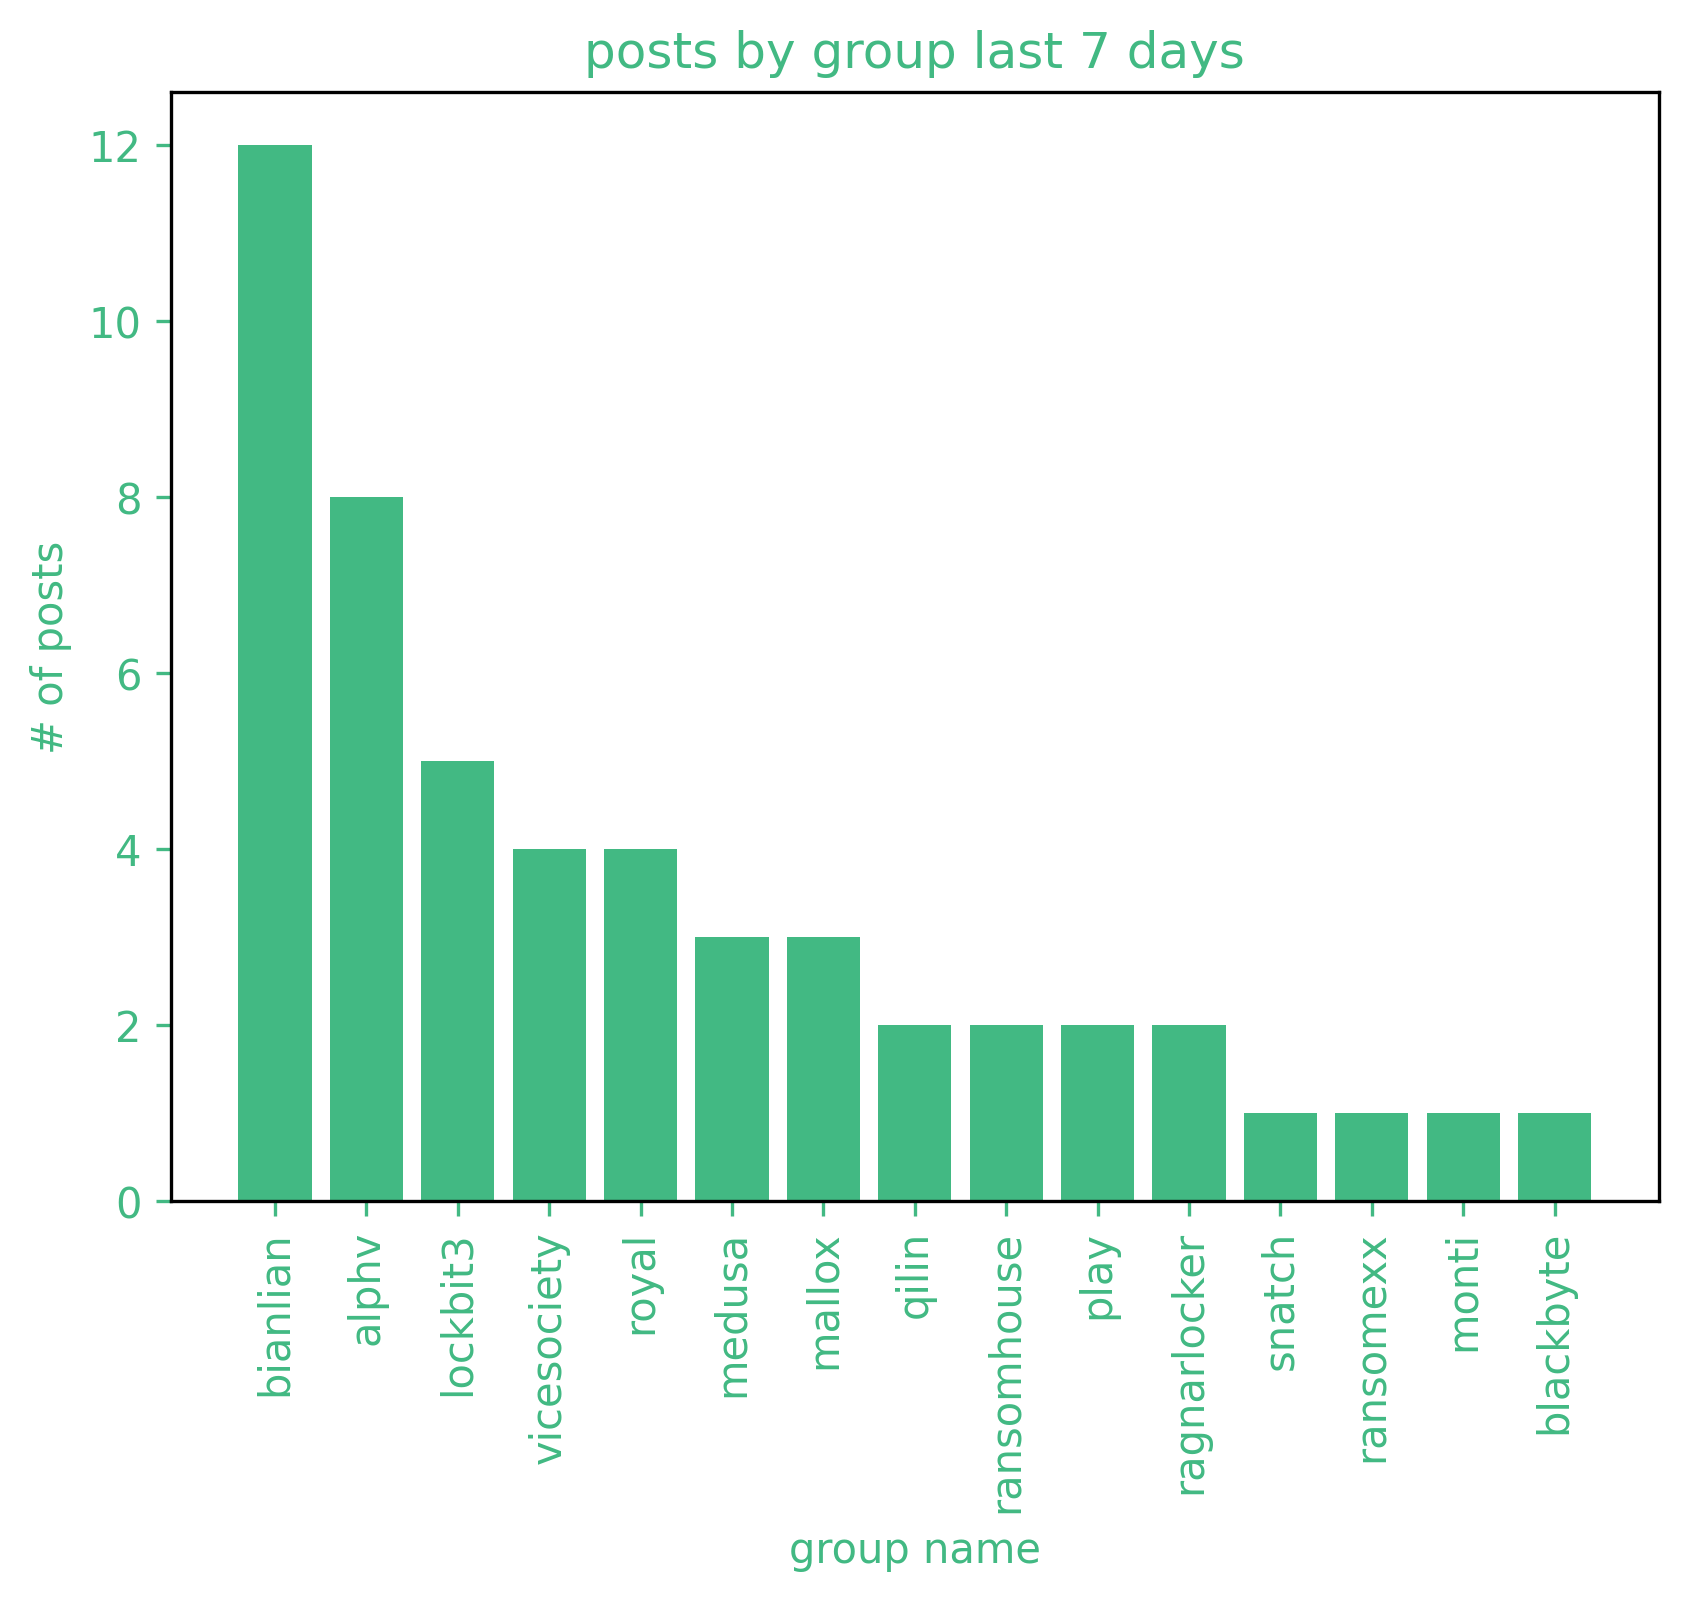 posts by group last 7 days
12
10
8
6
4
2
0
# of posts
bianlian
alphv
lockbit3
vicesociety
royal
medusa
mallox
qilin
ransomhouse
play
ragnarlocker
snatch
ransomexx
monti
blackbyte
group name